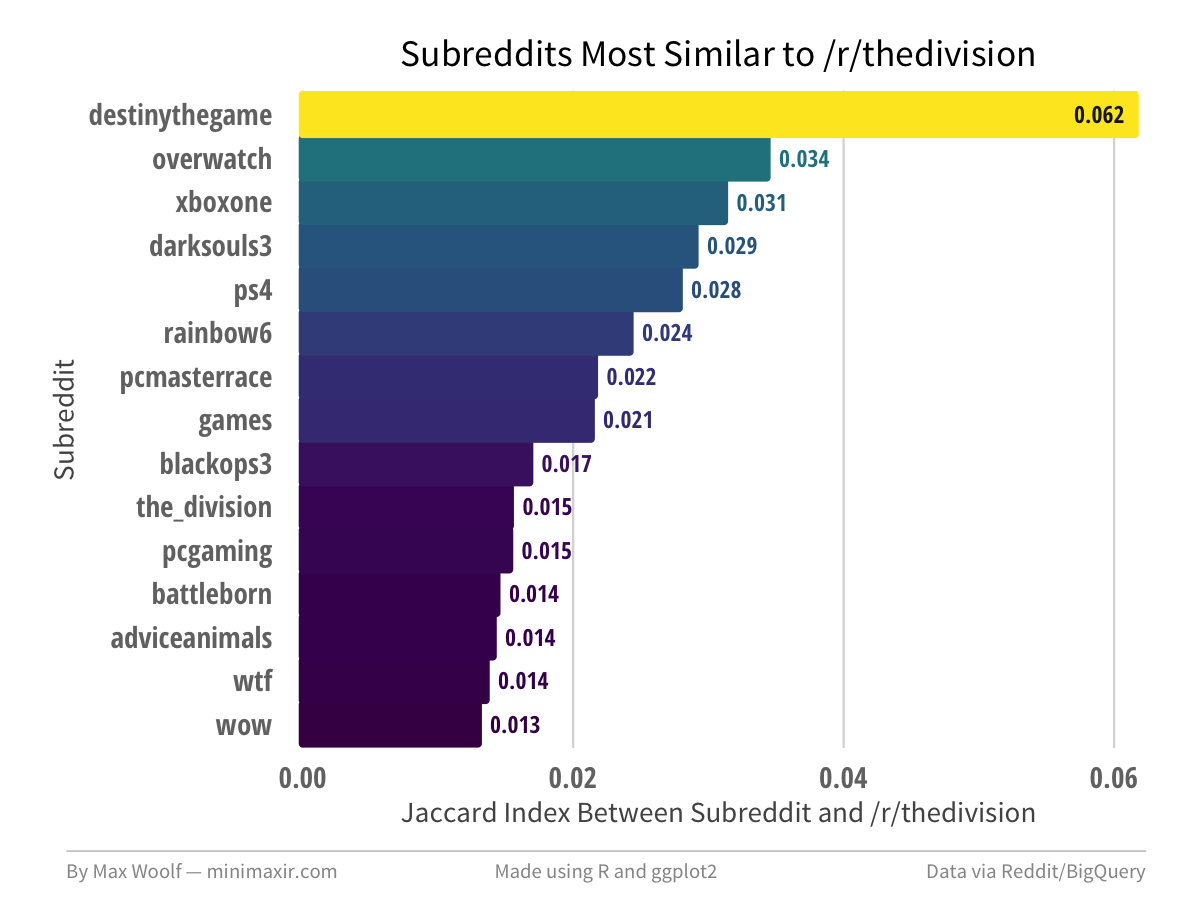 Subreddits Most Similar to /r/thedivision
destinythegame 0.062
overwatch 0.034
xboxone 0.031
darksouls3 0.029
ps4 0.028
rainbow6 0.024
pcmasterrace 0.022
games 0.021
blackops3 0.017
the_division 0.015
pcgaming 0.015
battleborn 0.014
adviceanimals 0.014
wtf 0.014
wow 0.013
Subreddit
0.00 0.02 0.04 0.06
Jaccard Index Between Subreddit and /r/thedivision
By Max Woolf — minimaxir.com Made using R and ggplot2 Data via Reddit/BigQuery